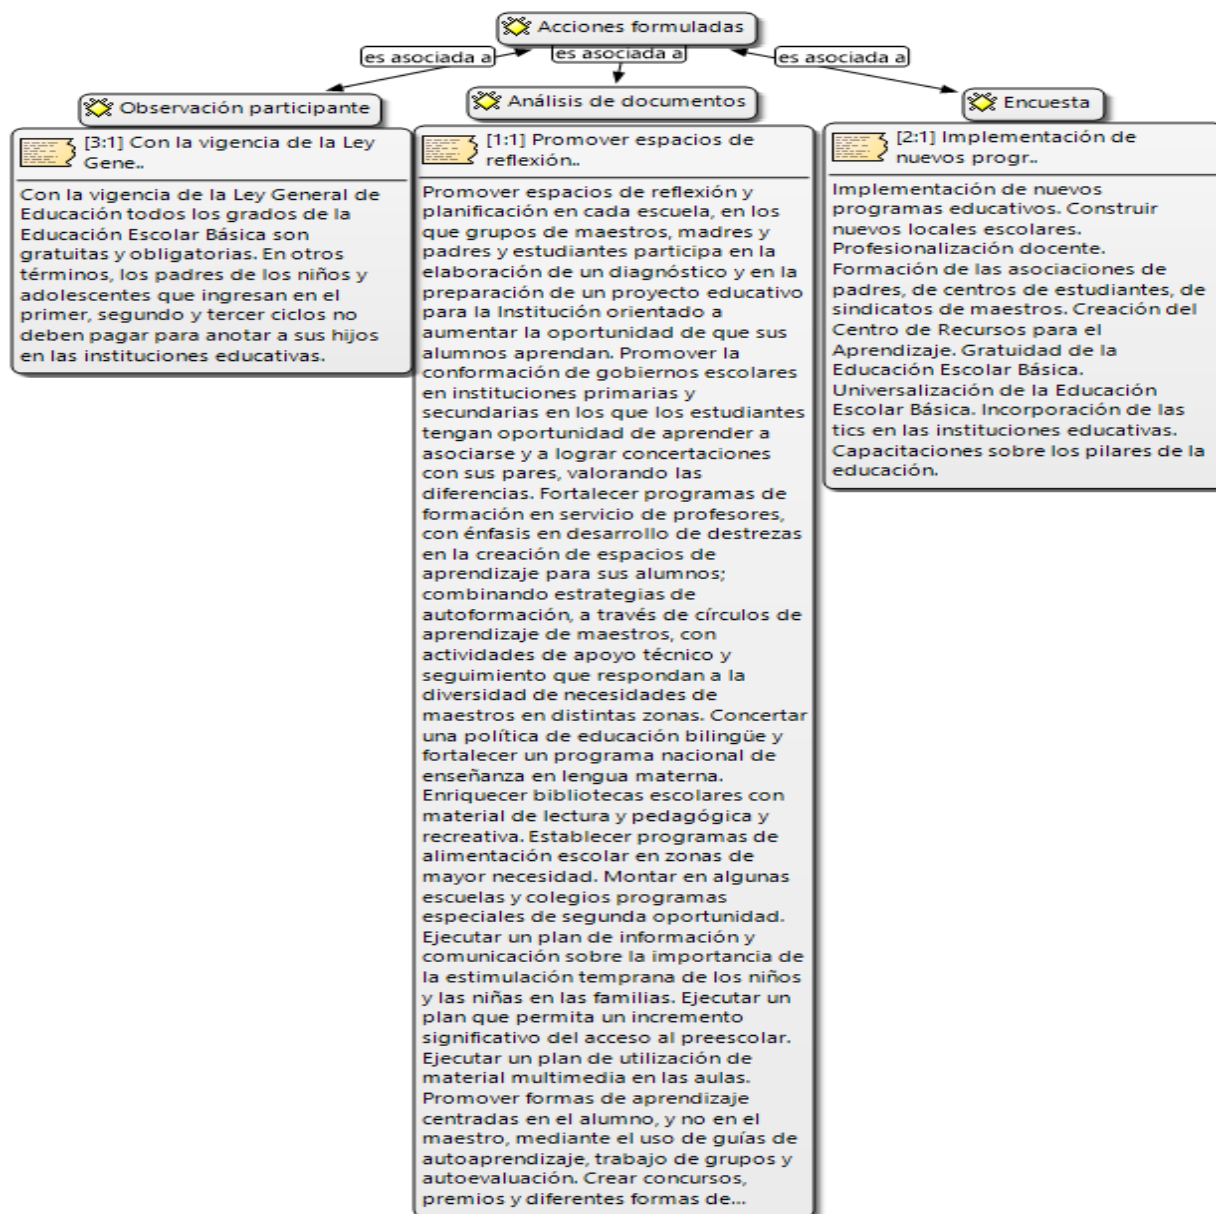 Acciones formuladas
es asociada a
es asociada a
es asociada a
Observación participante
[3:1] Con la vigencia de la Ley
Gene..
Con la vigencia de la Ley General de
Educación todos los grados de la
Educación Escolar Básica son
gratuitas y obligatorias. En otros
términos, los padres de los niños y
adolescentes que ingresan en el
primer, segundo y tercer ciclos no
deben pagar para anotar a sus hijos
en las instituciones educativas.
Análisis de documentos
[1:1] Promover espacios de
reflexión..
Promover espacios de reflexión y
planificación en cada escuela, en los
que grupos de maestros, madres y
padres y estudiantes participa en la
elaboración de un diagnóstico y en la
preparación de un proyecto educativo
para la Institución orientado a
aumentar la oportunidad de que sus
alumnos aprendan. Promover la
conformación de gobiernos escolares
en instituciones primarias y
secundarias en los que los estudiantes
tengan oportunidad de aprender a
asociarse y a lograr concertaciones
con sus pares, valorando las
diferencias. Fortalecer programas de
formación en servicio de profesores,
con énfasis en desarrollo de destrezas
en la creación de espacios de
aprendizaje para sus alumnos;
combinando estrategias de
autoformación, a través de círculos de
aprendizaje de maestros, con
actividades de apoyo técnico y
seguimiento que respondan a la
diversidad de necesidades de
maestros en distintas zonas. Concertar
una política de educación bilingüe y
fortalecer un programa nacional de
enseñanza en lengua materna.
Enriquecer bibliotecas escolares con
material de lectura y pedagógica y
recreativa. Establecer programas de
alimentación escolar en zonas de
mayor necesidad. Montar en algunas
escuelas y colegios programas
especiales de segunda oportunidad.
Ejecutar un plan de información y
comunicación sobre la importancia de
la estimulación temprana de los niños
y las niñas en las familias. Ejecutar un
plan que permita un incremento
significativo del acceso al preescolar.
Ejecutar un plan de utilización de
material multimedia en las aulas.
Promover formas de aprendizaje
centradas en el alumno, y no en el
maestro, mediante el uso de guías de
autoaprendizaje, trabajo de grupos y
autoevaluación. Crear concursos,
premios y diferentes formas de...
Encuesta
[2:1] Implementación de
nuevos progr..
Implementación de nuevos
programas educativos. Construir
nuevos locales escolares.
Profesionalización docente.
Formación de las asociaciones de
padres, de centros de estudiantes, de
sindicatos de maestros. Creación del
Centro de Recursos para el
Aprendizaje. Gratuidad de la
Educación Escolar Básica.
Universalización de la Educación
Escolar Básica. Incorporación de las
tics en las instituciones educativas.
Capacitaciones sobre los pilares de la
educación.